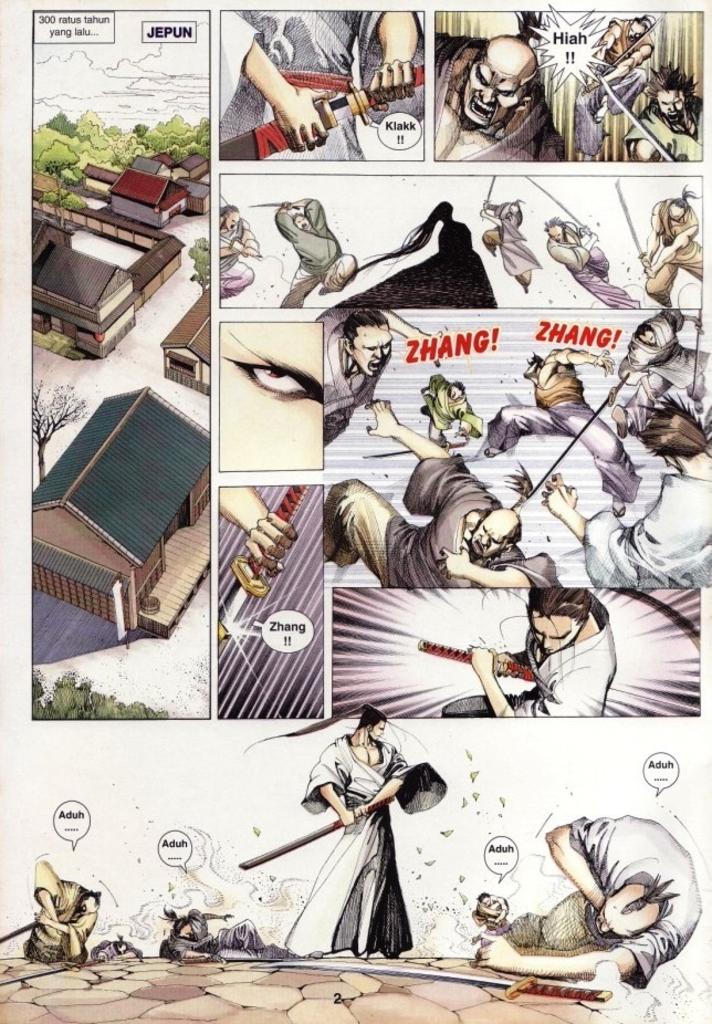 300 ratus tahun
yang lalu...
JEPUN
Klakk
!!
Hiah
!!
ZHANG!
ZHANG!
Zhang
!!
Aduh
.....
Aduh
.....
Aduh
.....
Aduh
.....
2